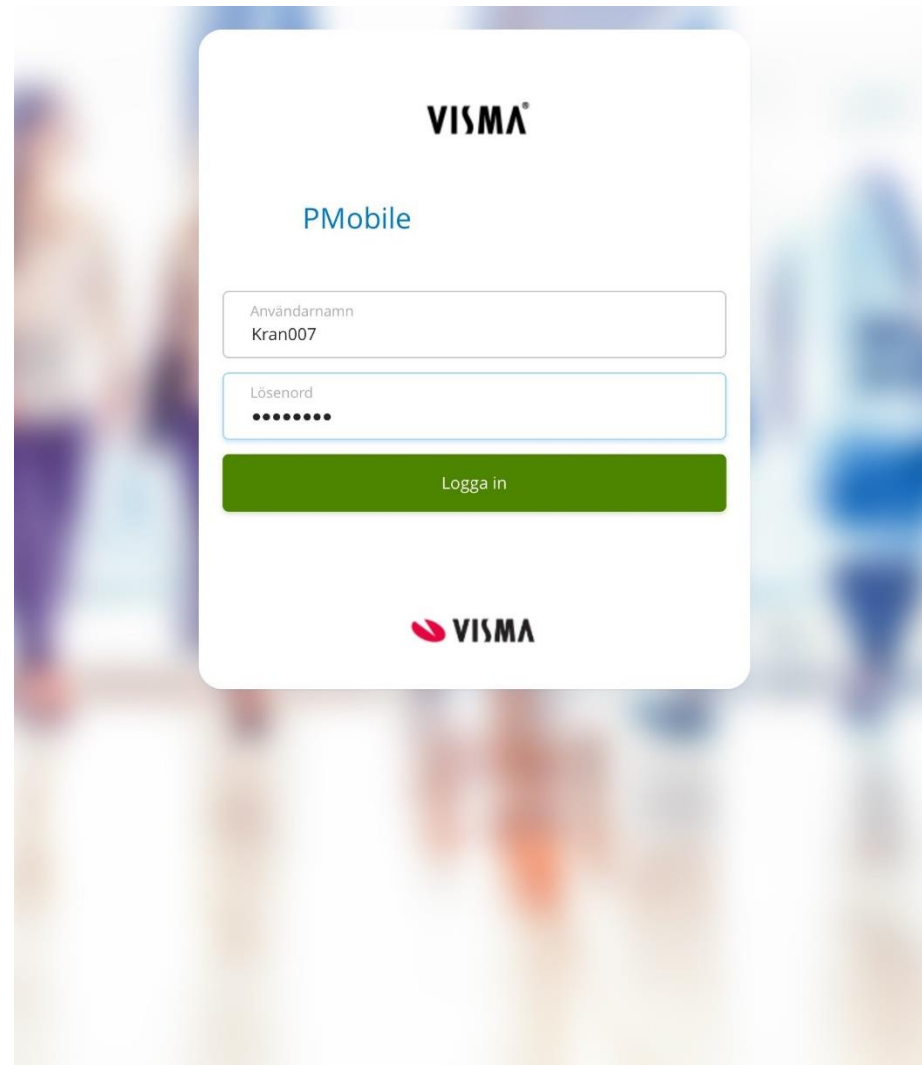 VISMA®
PMobile
Användarnamn
Kran007
Lösenord
••••••••
Logga in
VISMA